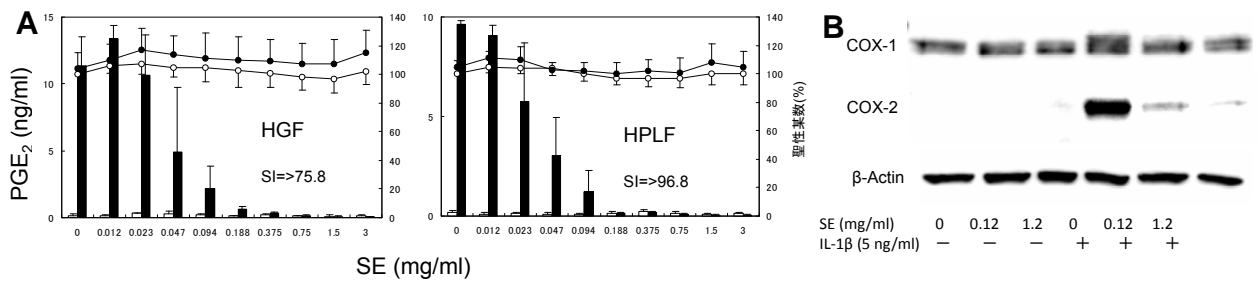 A
15
10
5
0
PGE2 (ng/ml)
140
120
100
80
60
40
20
0
HGF
SI=>75.8
0 0.012 0.023 0.047 0.094 0.188 0.375 0.75 1.5 3
10
5
0
140
120
100
80
60
40
20
0
聖性某数(%)
HPLF
SI=>96.8
0 0.012 0.023 0.047 0.094 0.188 0.375 0.75 1.5 3
SE (mg/ml)
B
COX-1
COX-2
β-Actin
SE (mg/ml) 0 0.12 1.2 0 0.12 1.2
IL-1β (5 ng/ml) − − − + + +